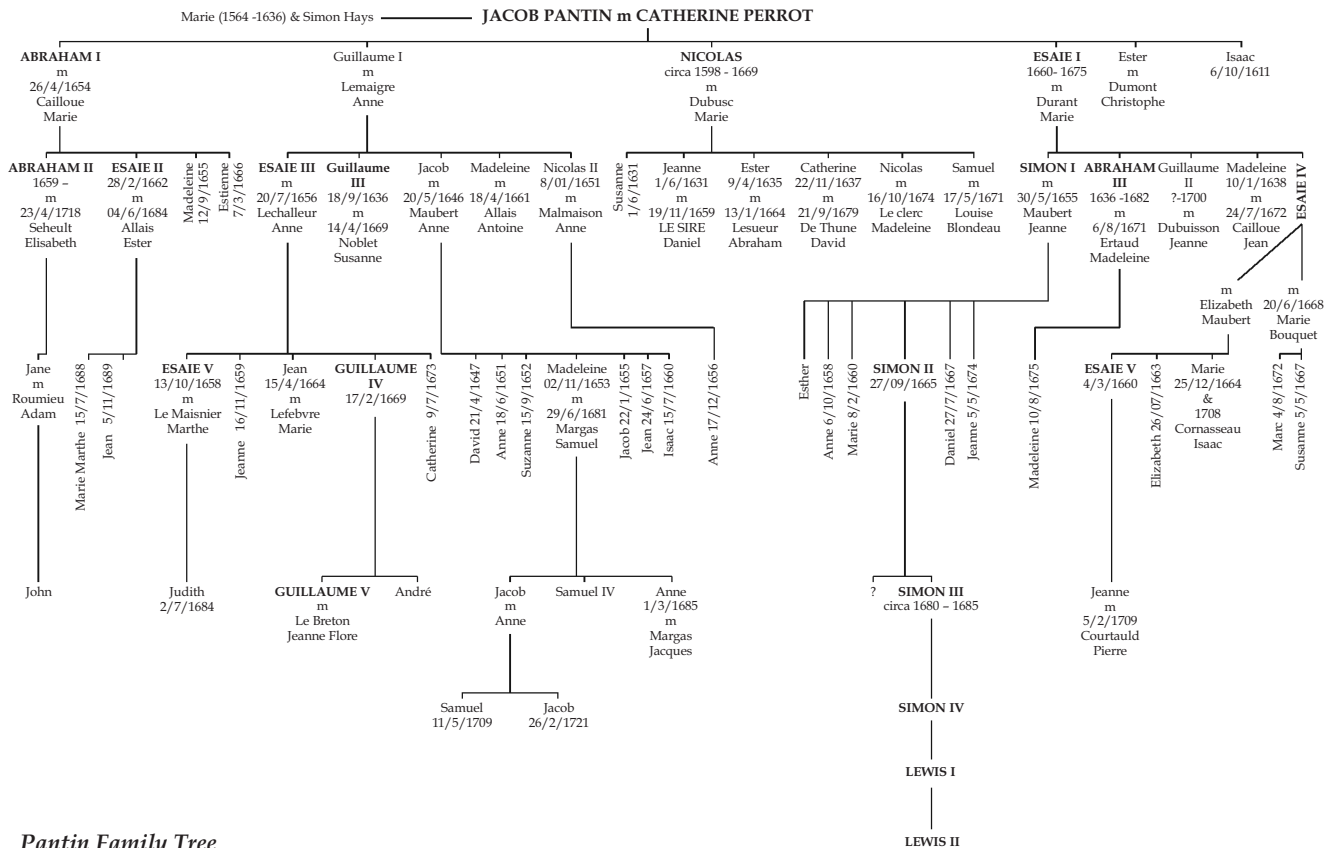 Marie (1564 -1636) & Simon Hays
JACOB PANTIN m CATHERINE PERROT
ABRAHAM I
m
26/4/1654
Cailloue
Marie
Guillaume I
m
Lemaigre
Anne
NICOLAS
circa 1598 - 1669
m
Dubusc
Marie
ESAIE I
1660- 1675
m
Durant
Marie
Ester
m
Dumont
Christophe
Isaac
6/10/1611
ABRAHAM II
1659 –
m
23/4/1718
Seheult
Elisabeth
ESAIE II
28/2/1662
m
04/6/1684
Allais
Ester
Madeleine
12/9/1655
Estienne
7/3/1666
ESAIE III
m
20/7/1656
Lechalleur
Anne
Guillaume
III
18/9/1636
m
14/4/1669
Noblet
Susanne
Jacob
m
20/5/1646
Maubert
Anne
Madeleine
m
18/4/1661
Allais
Antoine
Nicolas II
8/01/1651
m
Malmaison
Anne
Susanne
1/6/1631
Jeanne
1/6/1631
m
19/11/1659
LE SIRE
Daniel
Ester
9/4/1635
m
13/1/1664
Lesueur
Abraham
Catherine
22/11/1637
m
21/9/1679
De Thune
David
Nicolas
m
16/10/1674
Le clerc
Madeleine
Samuel
m
17/5/1671
Louise
Blondeau
SIMON I
m
30/5/1655
Maubert
Jeanne
ABRAHAM
III
1636 -1682
m
6/8/1671
Ertaud
Madeleine
Guillaume
II
?-1700
m
Dubuisson
Jeanne
Madeleine
10/1/1638
m
24/7/1672
Cailloue
Jean
ESAIE IV
m
Elizabeth
Maubert
m
20/6/1668
Marie
Bouquet
Jane
m
Roumieu
Adam
Marie Marthe 15/7/1688
Jean 5/11/1689
ESAIE V
13/10/1658
m
Le Maisnier
Marthe
Jeanne 16/11/1659
Jean
15/4/1664
m
Lefebvre
Marie
GUILLAUME
IV
17/2/1669
Catherine 9/7/1673
David 21/4/1647
Anne 18/6/1651
Suzanne 15/9/1652
Madeleine
02/11/1653
m
29/6/1681
Margas
Samuel
Jacob 22/1/1655
Jean 24/6/1657
Isaac 15/7/1660
Anne 17/12/1656
Esther
Anne 6/10/1658
Marie 8/2/1660
SIMON II
27/09/1665
Daniel 27/7/1667
Jeanne 5/5/1674
Madeleine 10/8/1675
ESAIE V
4/3/1660
Elizabeth 26/07/1663
Marie
25/12/1664
&
1708
Cornasseau
Isaac
Marc 4/8/1672
Susanne 5/5/1667
John
Judith
2/7/1684
GUILLAUME V
m
Le Breton
Jeanne Flore
André
Jacob
m
Anne
Samuel IV
Anne
1/3/1685
m
Margas
Jacques
?
SIMON III
circa 1680 – 1685
Jeanne
m
5/2/1709
Courtauld
Pierre
Samuel
11/5/1709
Jacob
26/2/1721
SIMON IV
LEWIS I
LEWIS II
Pantin Family Tree